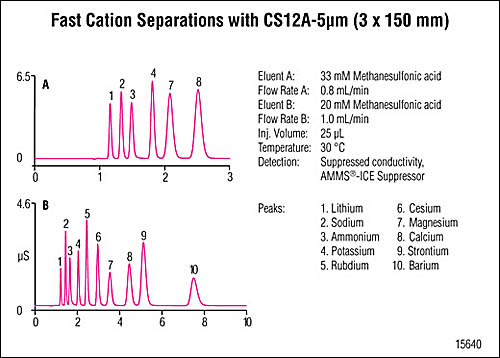 Fast Cation Separations with CS12A-5µm (3 x 150 mm)
6.5
A
0
1
2
3
4
7
8
0
1
2
3
4.6
B
µS
0
1
2
3
4
5
6
7
8
9
10
0
2
4
6
8
10
Eluent A: 33 mM Methanesulfonic acid
Flow Rate A: 0.8 mL/min
Eluent B: 20 mM Methanesulfonic acid
Flow Rate B: 1.0 mL/min
Inj. Volume: 25 µL
Temperature: 30 °C
Detection: Suppressed conductivity,
AMMS®-ICE Suppressor
Peaks: 1. Lithium 6. Cesium
2. Sodium 7. Magnesium
3. Ammonium 8. Calcium
4. Potassium 9. Strontium
5. Rubdium 10. Barium
15640